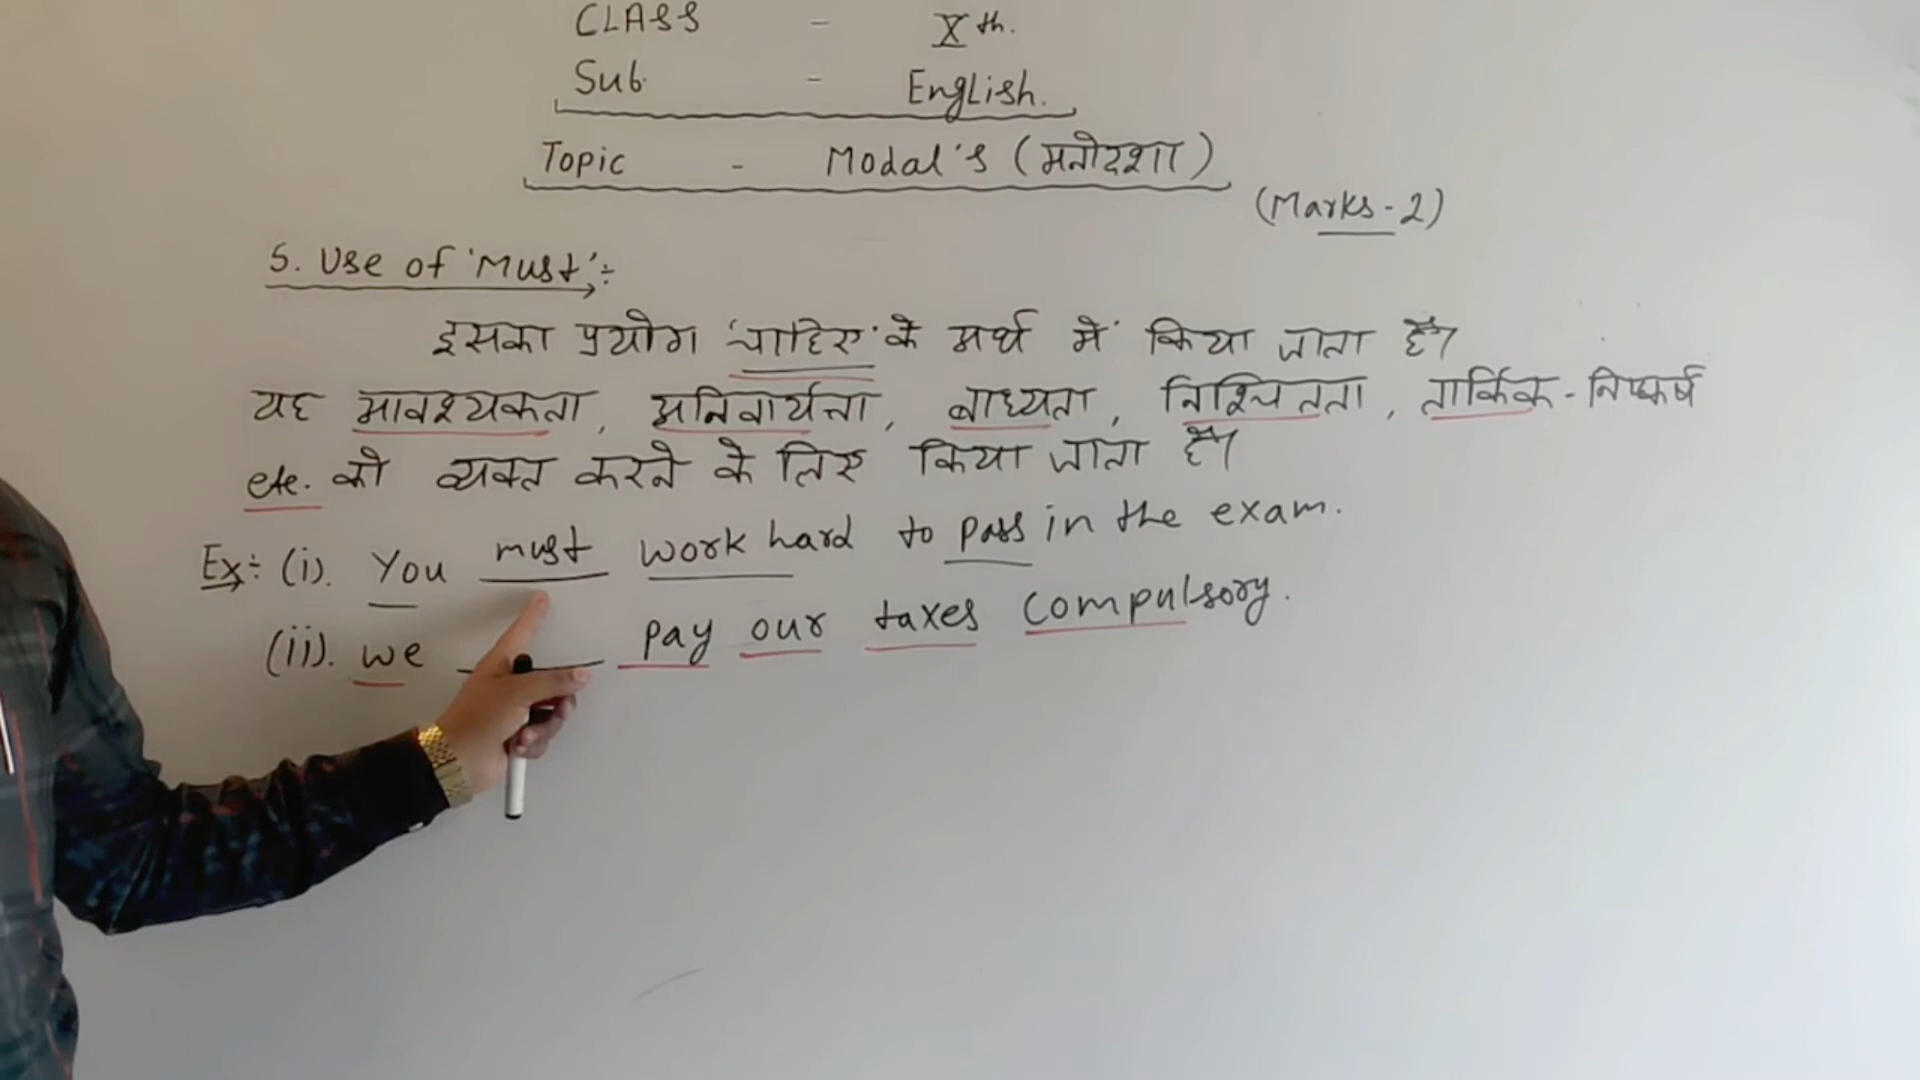 CLASS - Xth.
Sub. - English.
Topic - Modal's (मनोदशा)
(Marks-2)
5. Use of 'Must' :
इसका प्रयोग 'चाहिए' के अर्थ में किया जाता है।
यह आवश्यकता, अनिवार्यता, बाध्यता, निश्चितता, तार्किक-निष्कर्ष
etc. को व्यक्त करने के लिए किया जाता है।
Ex: (i). You must work hard to pass in the exam.
(ii). we ____ pay our taxes compulsory.